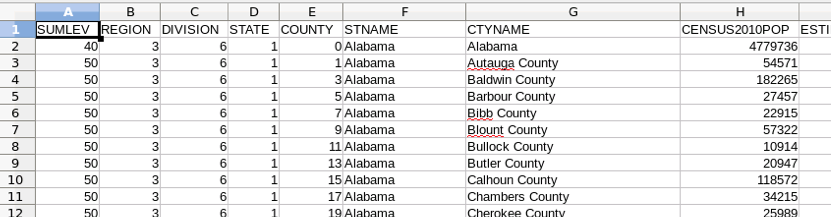 A B C D E F G H
1 SUMLEV REGION DIVISION STATE COUNTY STNAME CTYNAME CENSUS2010POP ESTI
2 40 3 6 1 0 Alabama Alabama 4779736
3 50 3 6 1 1 Alabama Autauga County 54571
4 50 3 6 1 3 Alabama Baldwin County 182265
5 50 3 6 1 5 Alabama Barbour County 27457
6 50 3 6 1 7 Alabama Bibb County 22915
7 50 3 6 1 9 Alabama Blount County 57322
8 50 3 6 1 11 Alabama Bullock County 10914
9 50 3 6 1 13 Alabama Butler County 20947
10 50 3 6 1 15 Alabama Calhoun County 118572
11 50 3 6 1 17 Alabama Chambers County 34215
12 50 3 6 1 19 Alabama Cherokee County 25989